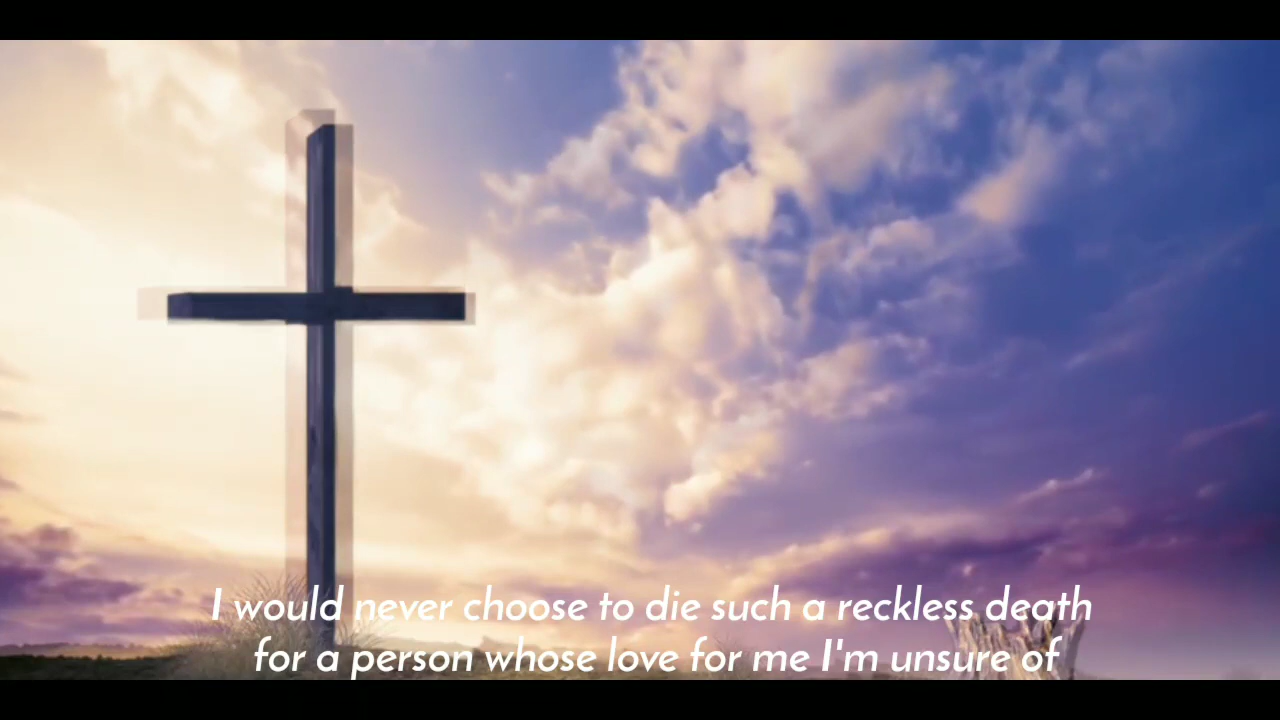 I would never choose to die such a reckless death
for a person whose love for me I'm unsure of